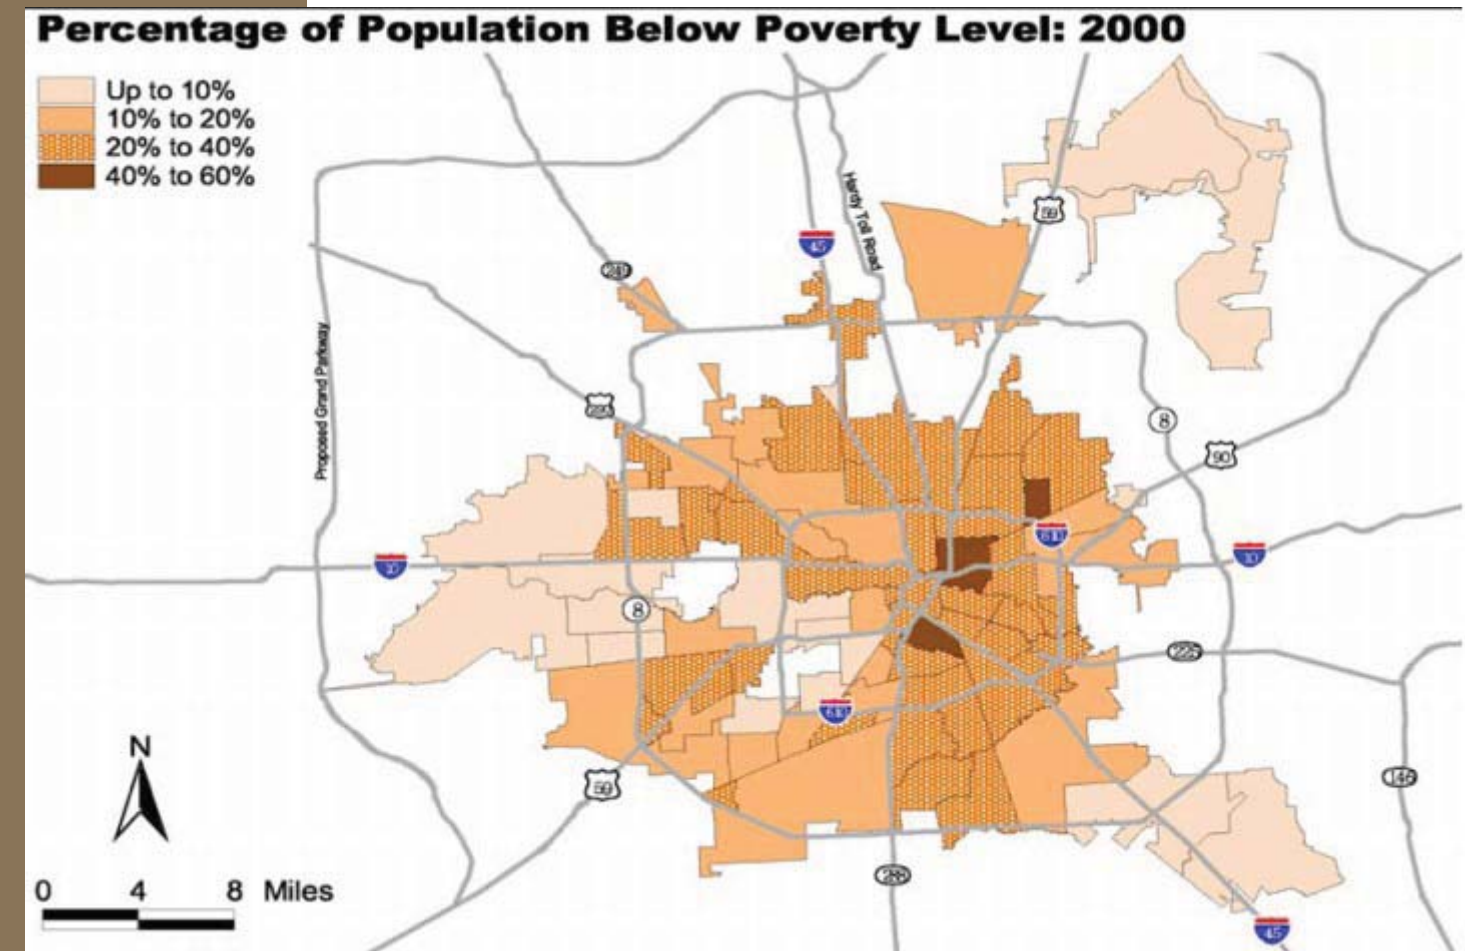 Percentage of Population Below Poverty Level: 2000
Up to 10%
10% to 20%
20% to 40%
40% to 60%
59
45
Hardy Toll Road
Proposed Grand Parkway
8
90
610
10
10
8
225
610
59
146
288
45
N
0 4 8 Miles